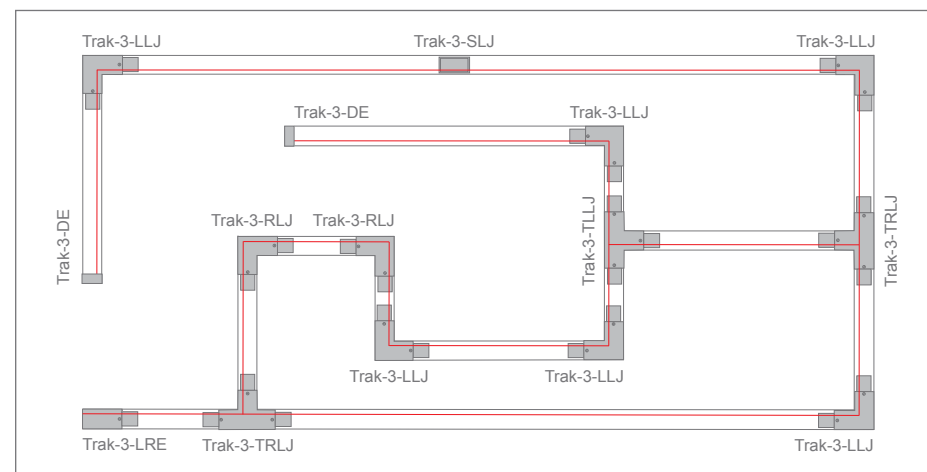 Trak-3-LLJ
Trak-3-SLJ
Trak-3-LLJ
Trak-3-DE
Trak-3-LLJ
Trak-3-DE
Trak-3-RLJ
Trak-3-RLJ
Trak-3-TLLJ
Trak-3-TRLJ
Trak-3-LLJ
Trak-3-LLJ
Trak-3-LRE
Trak-3-TRLJ
Trak-3-LLJ